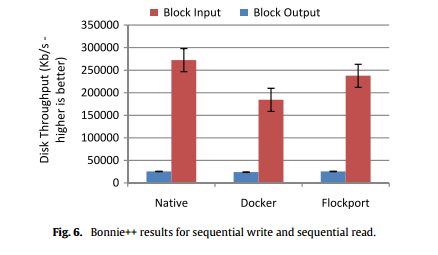 Block Input Block Output
Disk Throughput (Kb/s -
higher is better)
350000
300000
250000
200000
150000
100000
50000
0
Native Docker Flockport
Fig. 6. Bonnie++ results for sequential write and sequential read.